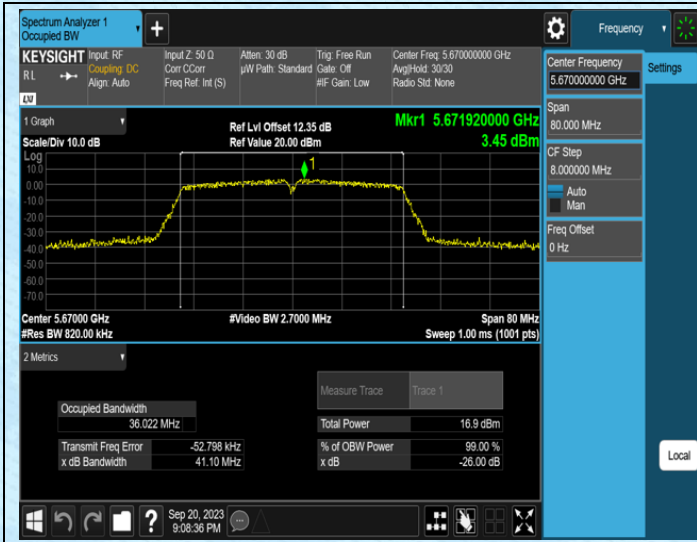 Spectrum Analyzer 1
Occupied BW
Frequency
KEYSIGHT
RL
LXI
Input: RF
Coupling: DC
Align: Auto
Input Z: 50 Ω
Corr CCorr
Freq Ref: Int (S)
Atten: 30 dB
µW Path: Standard
Trig: Free Run
Gate: Off
#IF Gain: Low
Center Freq: 5.670000000 GHz
Avg|Hold: 30/30
Radio Std: None
1 Graph
Scale/Div 10.0 dB
Ref Lvl Offset 12.35 dB
Ref Value 20.00 dBm
Mkr1 5.671920000 GHz
3.45 dBm
Log
10.0
0.00
-10.0
-20.0
-30.0
-40.0
-50.0
-60.0
-70.0
1
Center 5.67000 GHz
#Res BW 820.00 kHz
#Video BW 2.7000 MHz
Span 80 MHz
Sweep 1.00 ms (1001 pts)
2 Metrics
Measure Trace
Trace 1
Occupied Bandwidth
36.022 MHz
Total Power
16.9 dBm
Transmit Freq Error
-52.798 kHz
% of OBW Power
99.00 %
x dB Bandwidth
41.10 MHz
x dB
-26.00 dB
Center Frequency
5.670000000 GHz
Settings
Span
80.000 MHz
CF Step
8.000000 MHz
Auto
Man
Freq Offset
0 Hz
Local
?
Sep 20, 2023
9:08:36 PM